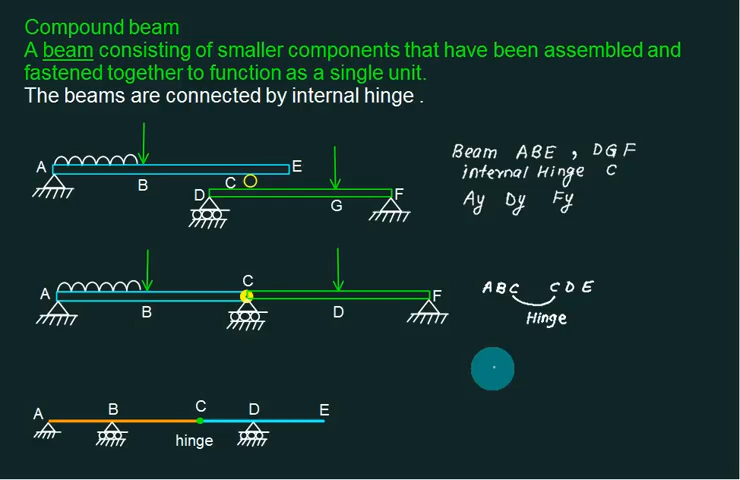 Compound beam
A beam consisting of smaller components that have been assembled and
fastened together to function as a single unit.
The beams are connected by internal hinge .
A E
B C
D F
G
Beam ABE , DGF
internal Hinge C
Ay Dy Fy
C
A F
B D
ABC CDE
Hinge
A B C D E
hinge